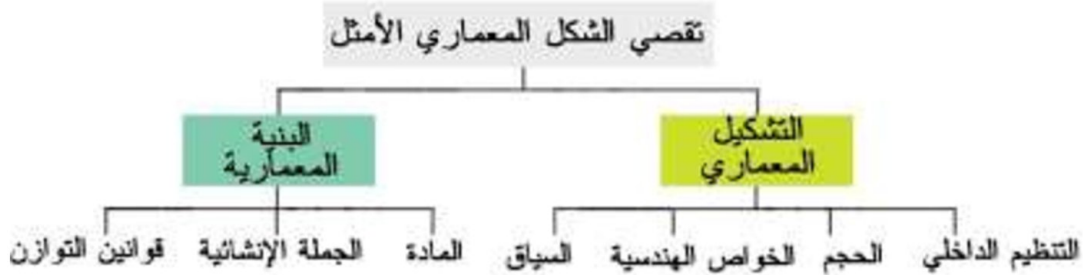 تقصي الشكل المعماري الأمثل
التشكيل
المعماري
البنية
المعمارية
التنظيم الداخلي
الحجم
الخواص الهندسية
السياق
المادة
الجملة الإنشائية
قوانين التوازن